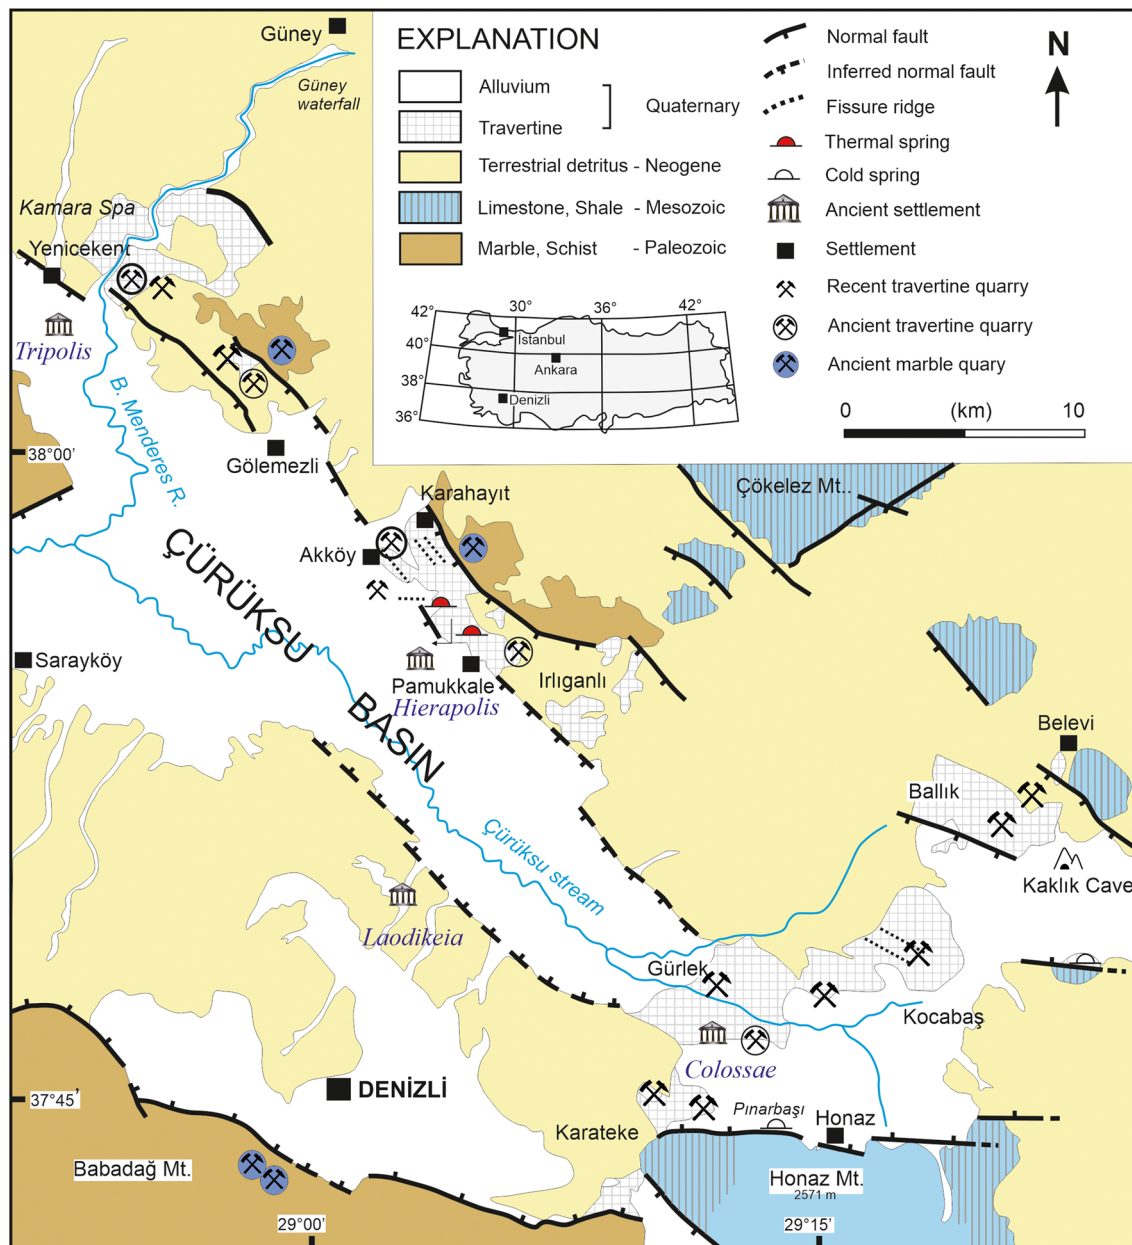 Güney
Güney
waterfall
EXPLANATION
Alluvium
Travertine
Quaternary
Terrestrial detritus - Neogene
Limestone, Shale - Mesozoic
Marble, Schist - Paleozoic
Normal fault
Inferred normal fault
Fissure ridge
Thermal spring
Cold spring
Ancient settlement
Settlement
Recent travertine quarry
Ancient travertine quarry
Ancient marble quary
N
0 (km) 10
42°
40°
38°
36°
30°
36°
42°
İstanbul
Ankara
Denizli
Kamara Spa
Yenicekent
Tripolis
B. Menderes R.
38°00'
Gölemezli
Karahayıt
Çökelez Mt..
Akköy
ÇÜRÜKSU
BASIN
Sarayköy
Pamukkale
Hierapolis
Irlıganlı
Belevi
Ballık
Kaklık Cave
Çürüksu stream
Laodikeia
Gürlek
Kocabaş
Colossae
DENİZLİ
37°45'
Pınarbaşı
Honaz
Karateke
Babadağ Mt.
Honaz Mt.
2571 m
29°00'
29°15'